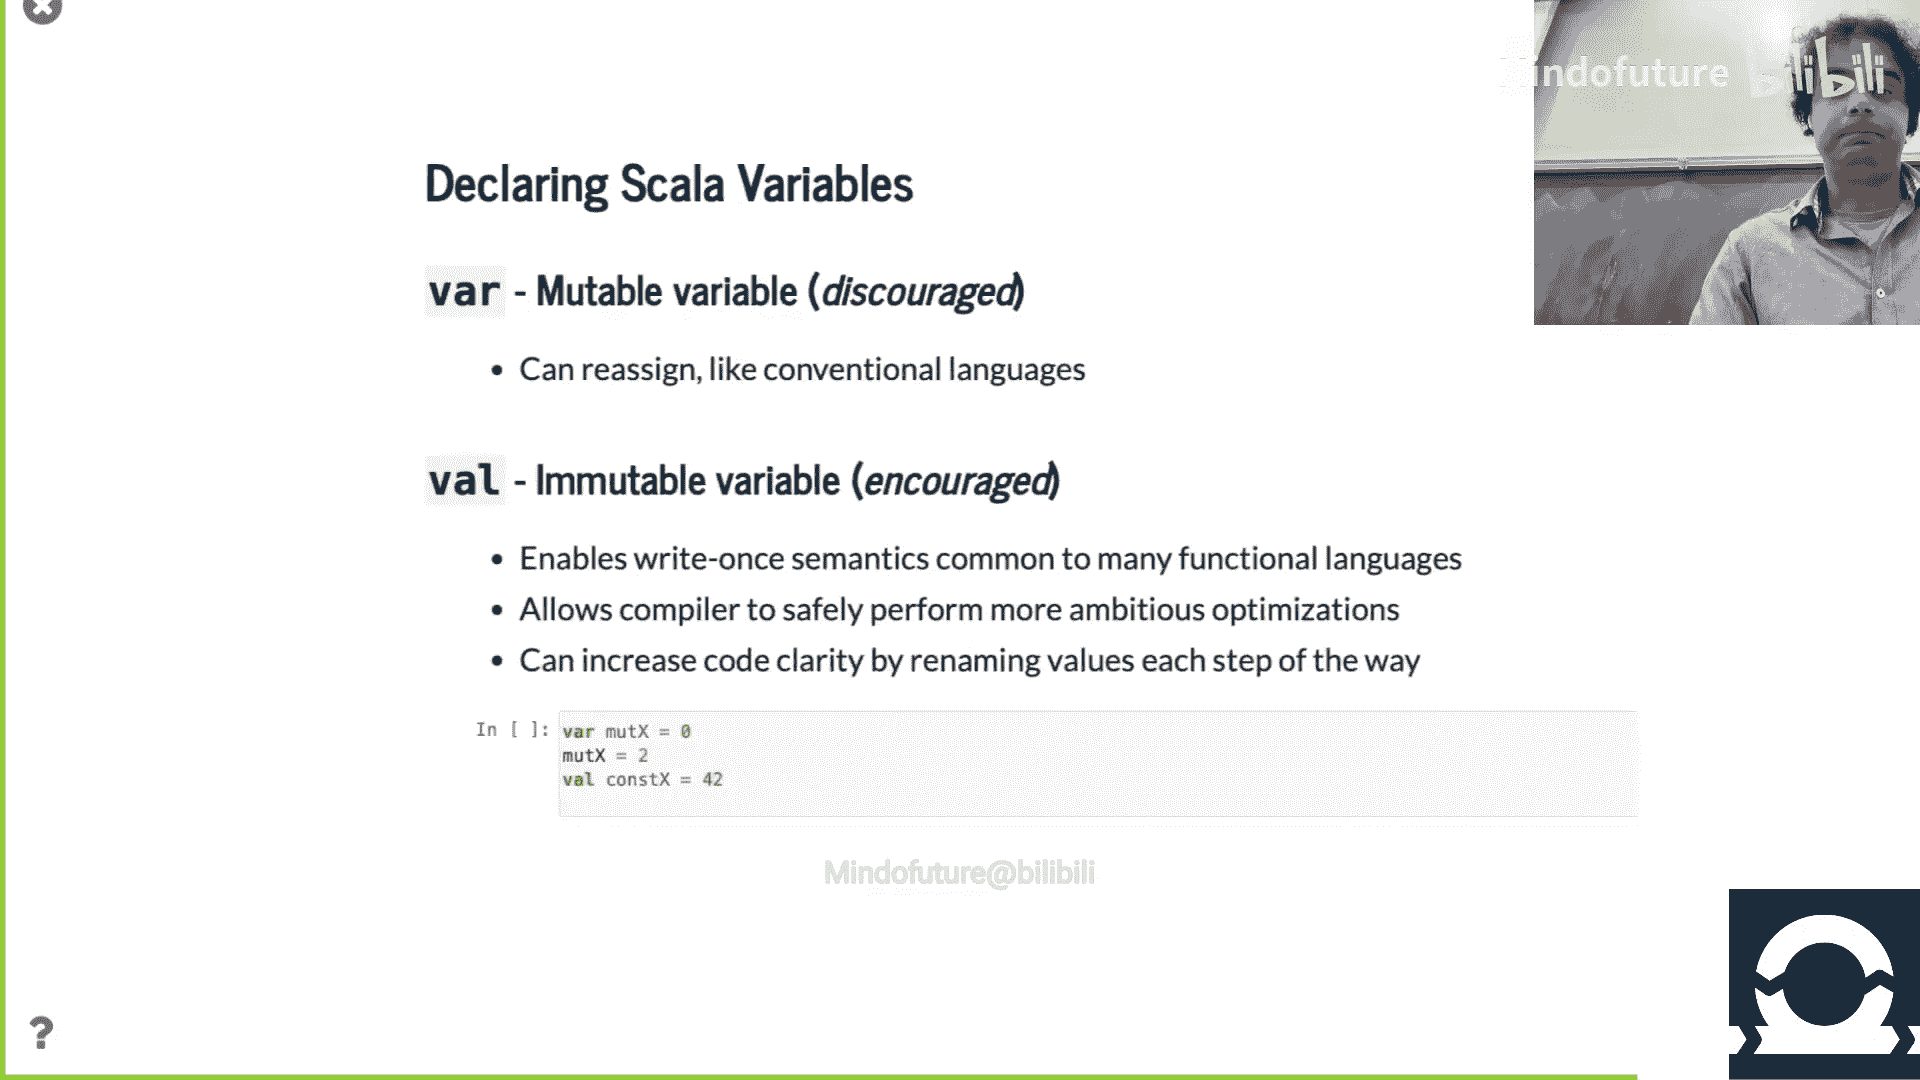 indofuture bilibili
Declaring Scala Variables
var - Mutable variable (discouraged)
• Can reassign, like conventional languages
val - Immutable variable (encouraged)
• Enables write-once semantics common to many functional languages
• Allows compiler to safely perform more ambitious optimizations
• Can increase code clarity by renaming values each step of the way
In [ ]: var mutX = 0
mutX = 2
val constX = 42
Mindofuture@bilibili
?